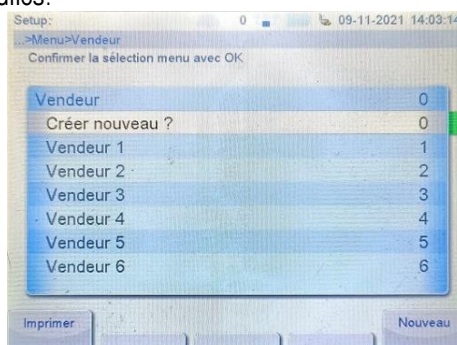 Setup: 0 09-11-2021 14:03:14
...>Menu>Vendeur
Confirmer la sélection menu avec OK
Vendeur 0
Créer nouveau ? 0
Vendeur 1 1
Vendeur 2 2
Vendeur 3 3
Vendeur 4 4
Vendeur 5 5
Vendeur 6 6
Imprimer Nouveau